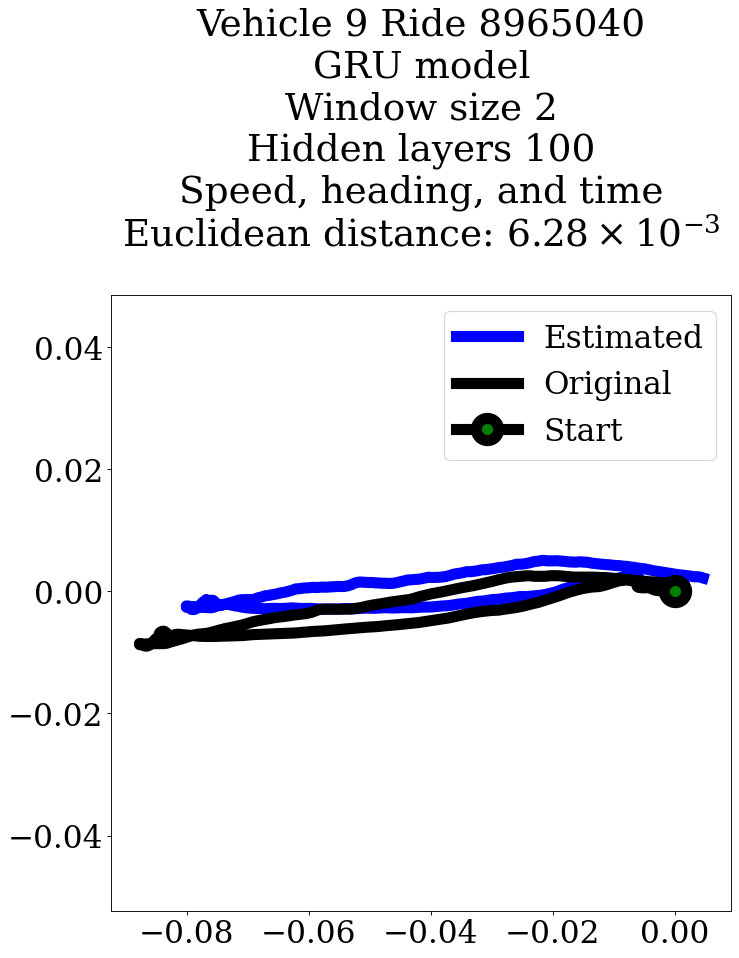 Vehicle 9 Ride 8965040
GRU model
Window size 2
Hidden layers 100
Speed, heading, and time
Euclidean distance: 6.28 × 10⁻³
Estimated
Original
Start
0.04
0.02
0.00
−0.02
−0.04
−0.08 −0.06 −0.04 −0.02 0.00